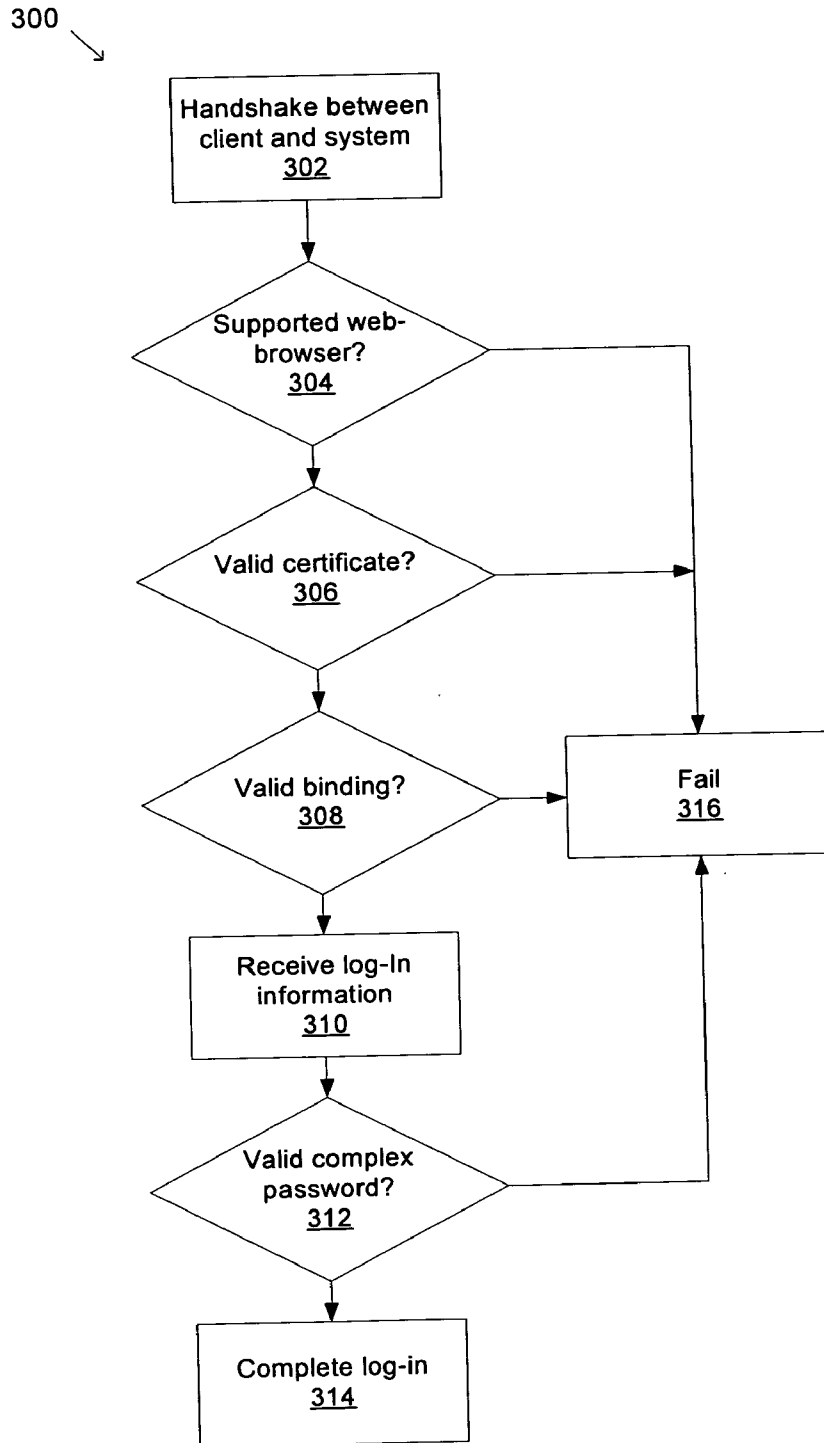 300
Handshake between
client and system
302
Supported web-
browser?
304
Valid certificate?
306
Valid binding?
308
Fail
316
Receive log-In
information
310
Valid complex
password?
312
Complete log-in
314